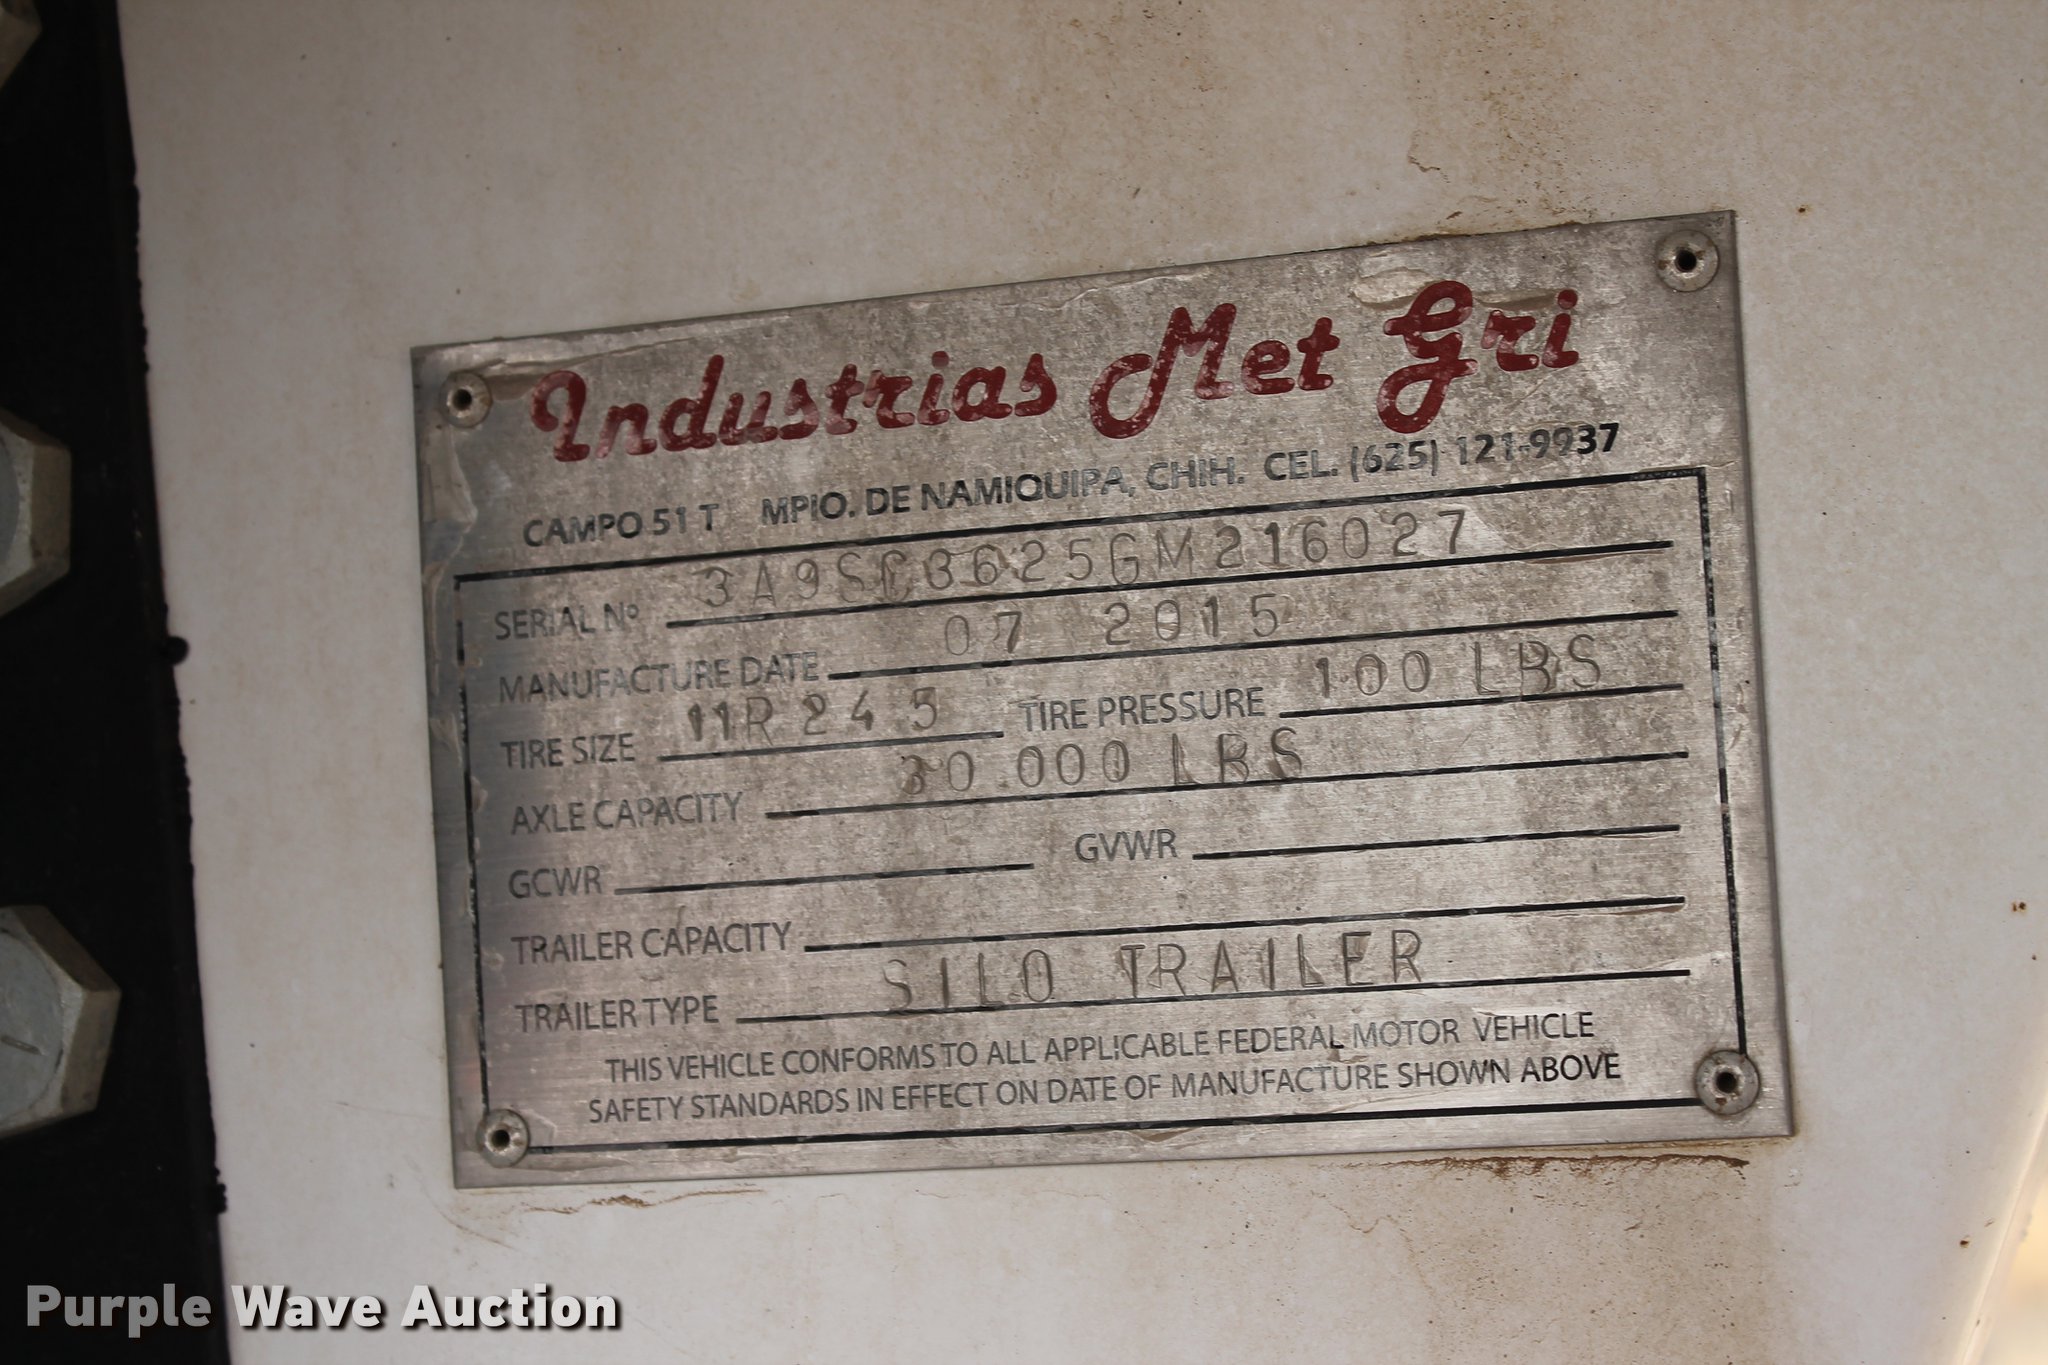 Industrias Met Gri
CAMPO 51 T MPIO. DE NAMIQUIPA, CHIH. CEL. (625) 121-9937
SERIAL Nº 3A9SC3625GM216027
MANUFACTURE DATE 07 2015
TIRE SIZE 11R 245 TIRE PRESSURE 100 LBS
AXLE CAPACITY 30.000 LBS
GCWR GVWR
TRAILER CAPACITY
TRAILER TYPE SILO TRAILER
THIS VEHICLE CONFORMS TO ALL APPLICABLE FEDERAL MOTOR VEHICLE
SAFETY STANDARDS IN EFFECT ON DATE OF MANUFACTURE SHOWN ABOVE
Purple Wave Auction